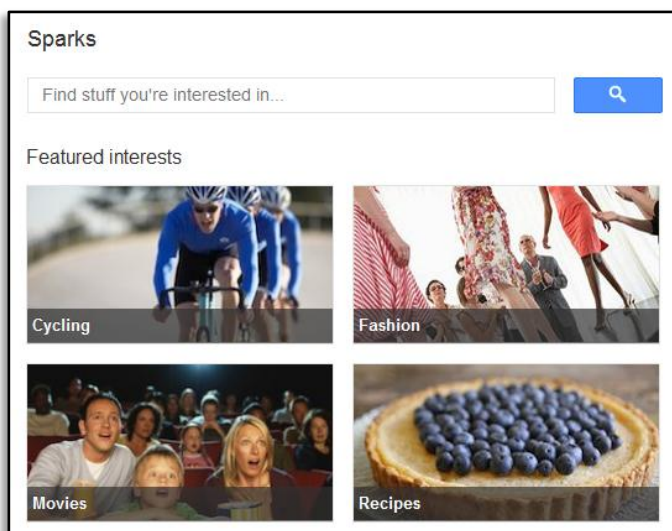 Sparks
Find stuff you're interested in...
Featured interests
Cycling
Fashion
Movies
Recipes